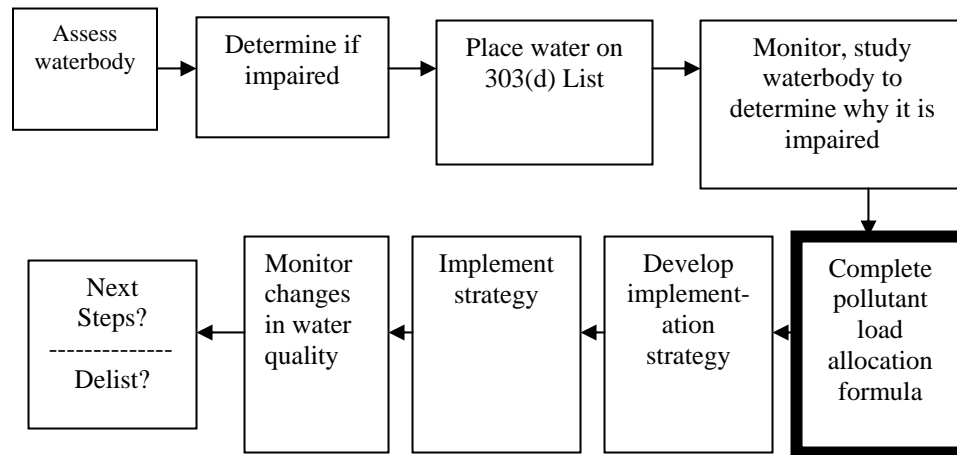 Assess
waterbody
Determine if
impaired
Place water on
303(d) List
Monitor, study
waterbody to
determine why it is
impaired
Complete
pollutant
load
allocation
formula
Develop
implement-
ation
strategy
Implement
strategy
Monitor
changes
in water
quality
Next
Steps?
---------------
Delist?